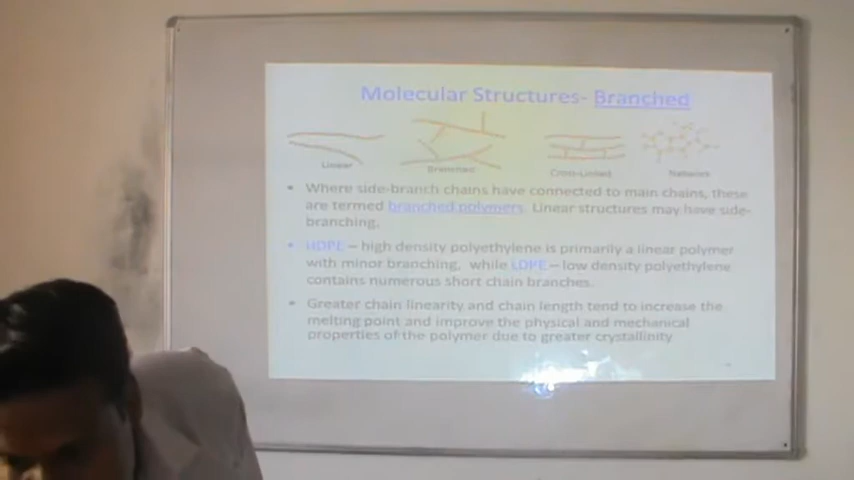 Molecular Structures- Branched
Linear Branched Cross-Linked Network
• Where side-branch chains have connected to main chains, these
are termed branched polymers. Linear structures may have side-
branching.
• HDPE – high density polyethylene is primarily a linear polymer
with minor branching, while LDPE – low density polyethylene
contains numerous short chain branches.
• Greater chain linearity and chain length tend to increase the
melting point and improve the physical and mechanical
properties of the polymer due to greater crystallinity